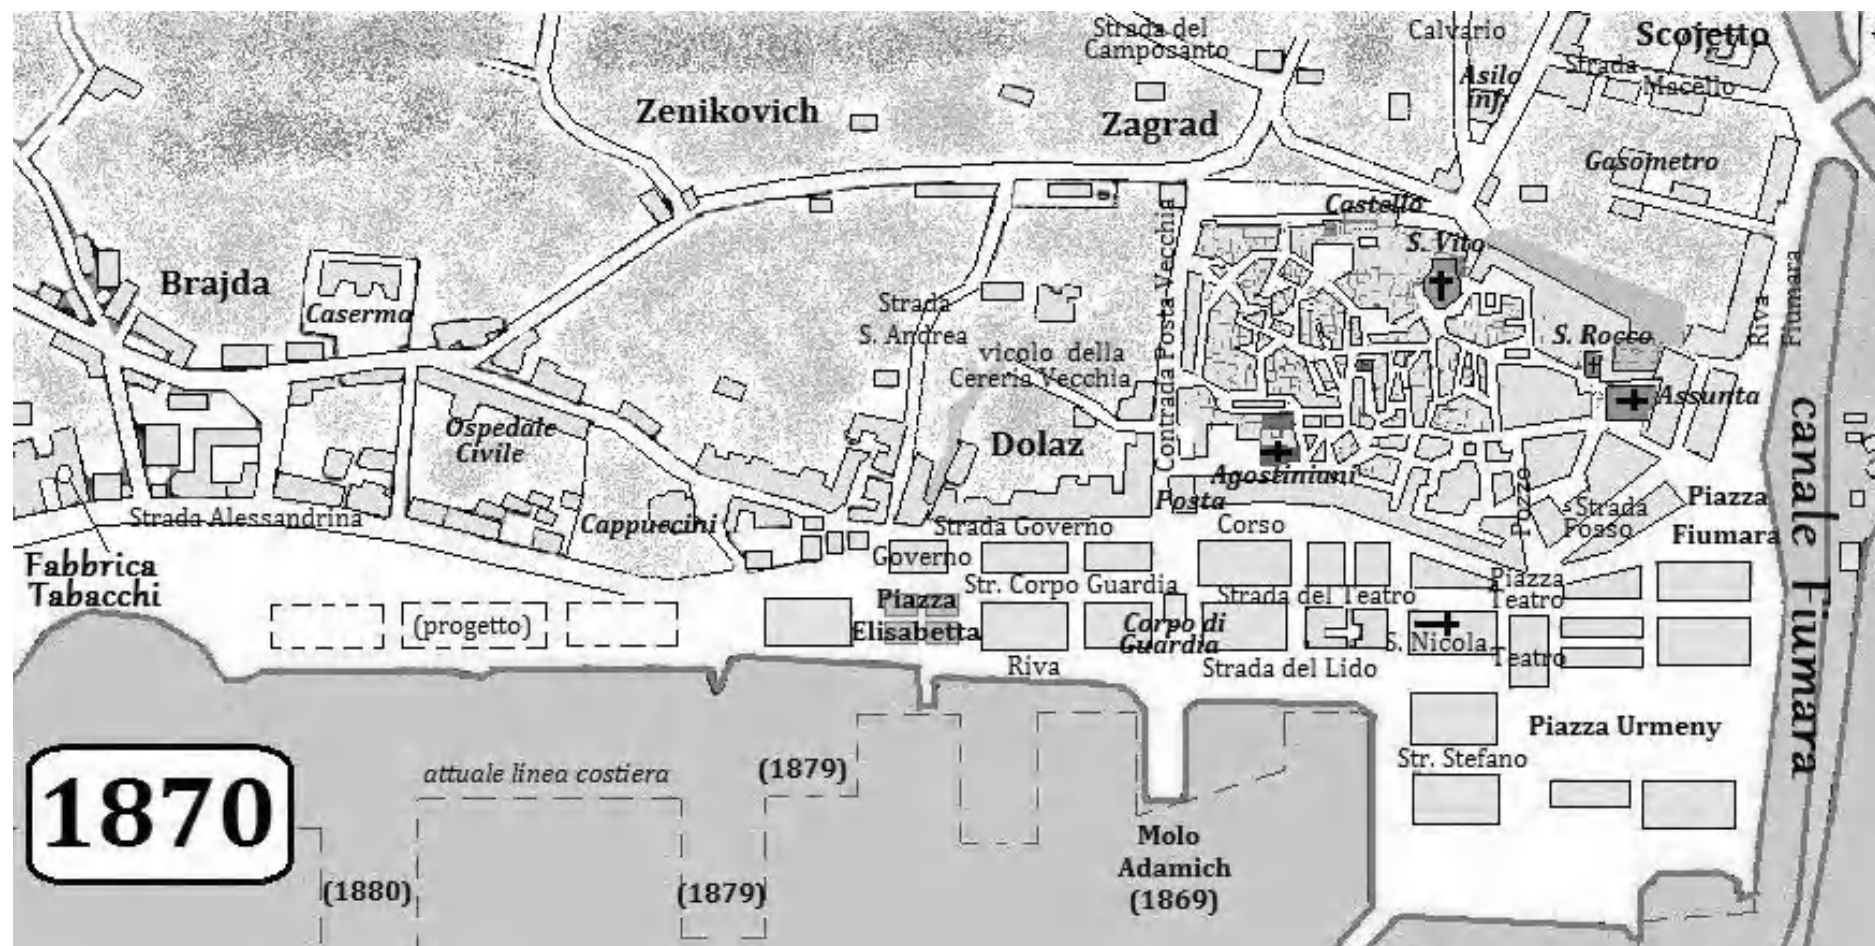 Strada del
Camposanto
Calvario
Scojetto
Strada
Macello
Asilo
inf.
Zenikovich
Zagrad
Gasometro
Castello
S. Vito
Brajda
Caserma
Strada
S. Andrea
vicolo della
Cereria Vecchia
Contrada Posta Vecchia
S. Rocco
Riva
Fiumara
Assunta
Ospedale
Civile
Dolaz
Agostiniani
Posta
Pozzo
Strada
Fosso
Piazza
Fiumara
canale Fiumara
Strada Alessandrina
Cappuccini
Strada Governo
Corso
Governo
Fabbrica
Tabacchi
Str. Corpo Guardia
Piazza
Teatro
Strada del Teatro
Piazza
Elisabetta
(progetto)
Corpo di
Guardia
S. Nicola
Teatro
Riva
Strada del Lido
Piazza Urmeny
Str. Stefano
attuale linea costiera
(1879)
1870
Molo
Adamich
(1869)
(1880)
(1879)